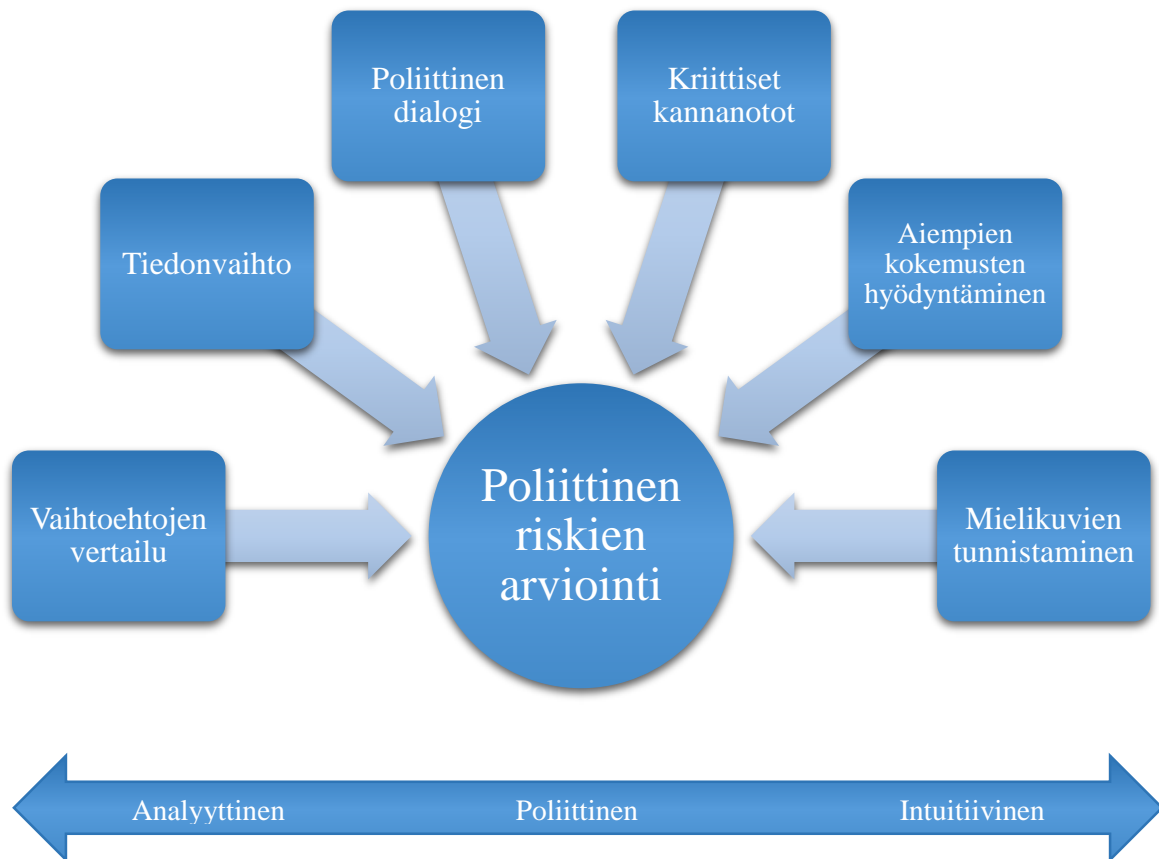 Poliittinen
dialogi
Kriittiset
kannanotot
Tiedonvaihto
Aiempien
kokemusten
hyödyntäminen
Vaihtoehtojen
vertailu
Poliittinen
riskien
arviointi
Mielikuvien
tunnistaminen
Analyyttinen Poliittinen Intuitiivinen